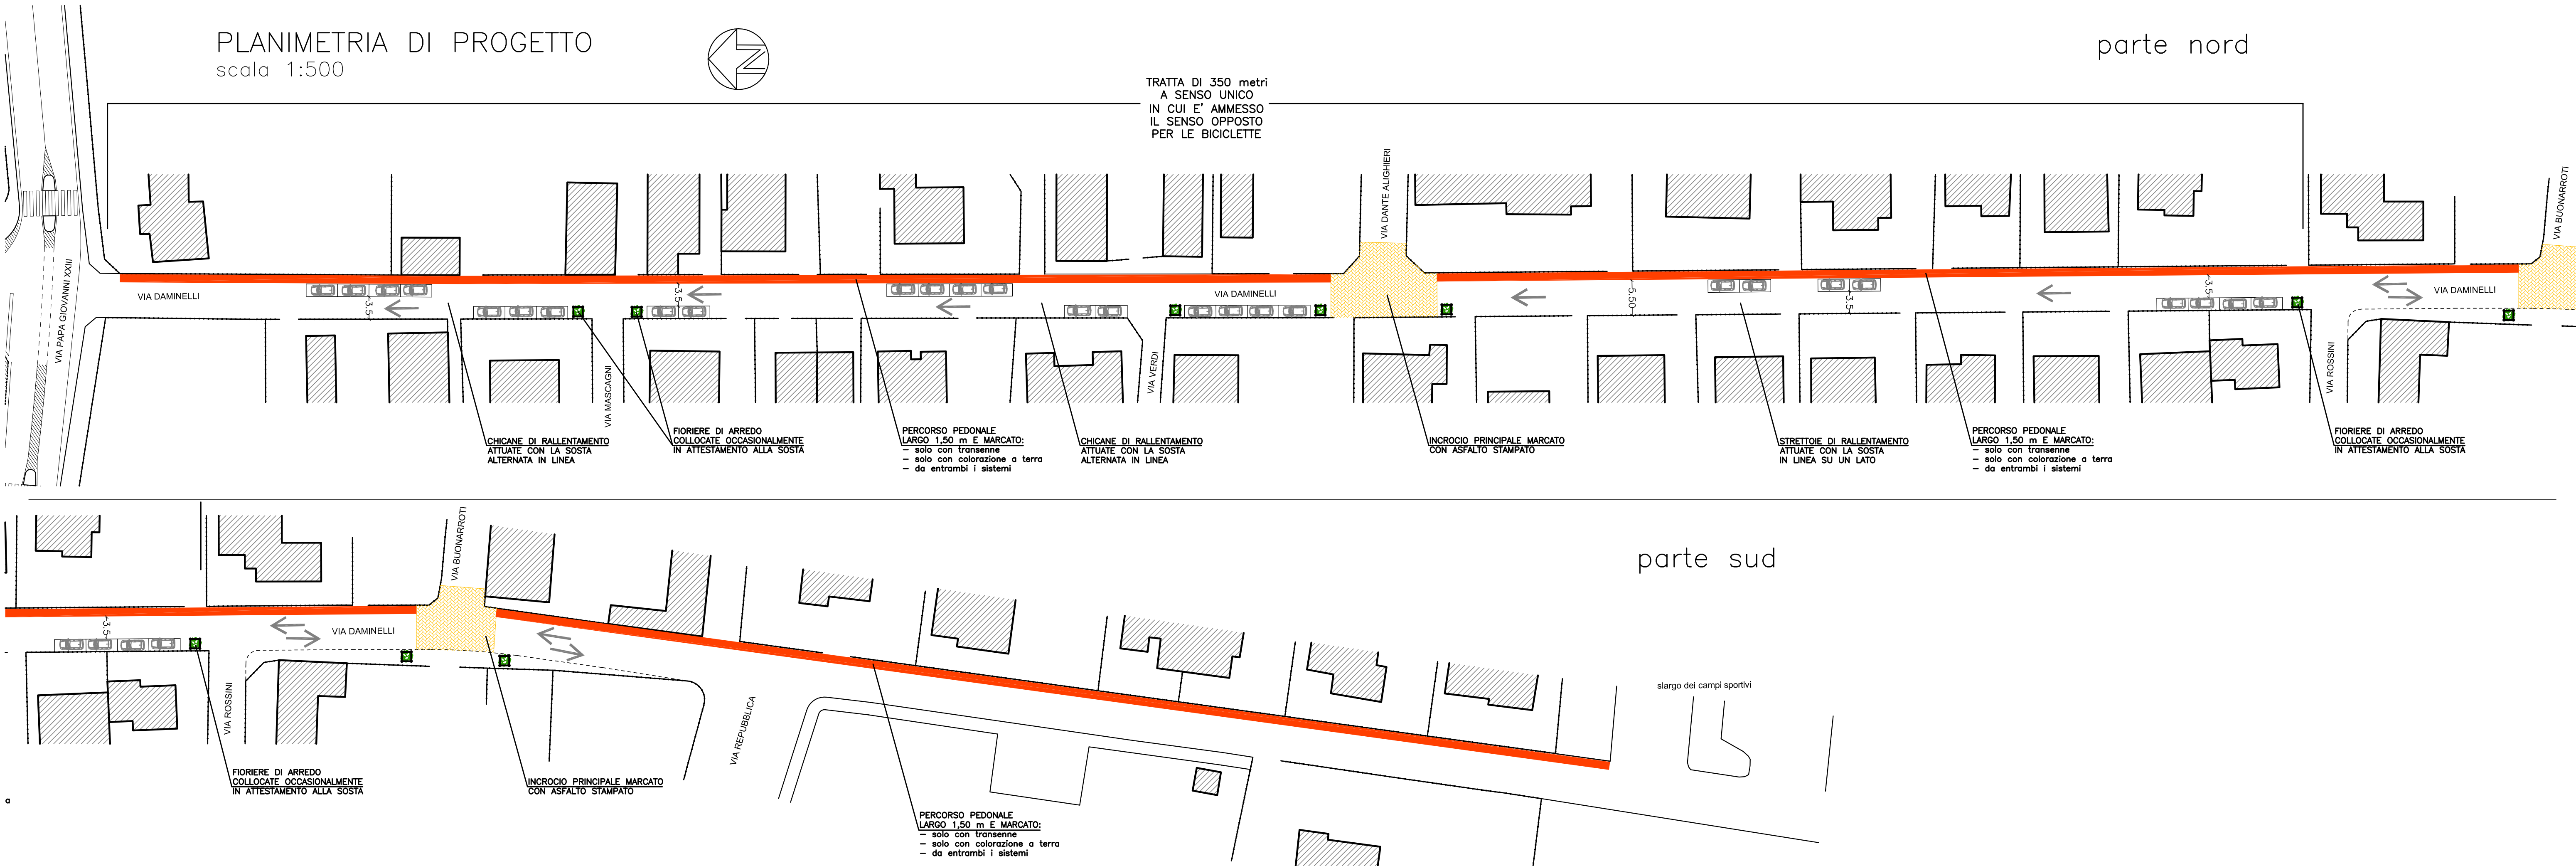 PLANIMETRIA DI PROGETTO
scala 1:500
N
parte nord
TRATTA DI 350 metri
A SENSO UNICO
IN CUI E' AMMESSO
IL SENSO OPPOSTO
PER LE BICICLETTE
VIA PAPA GIOVANNI XXIII
VIA DAMINELLI
3.5
VIA MASCAGNI
3.5
VIA VERDI
VIA DAMINELLI
VIA DANTE ALIGHIERI
5.50
3.5
3.5
VIA ROSSINI
VIA DAMINELLI
VIA BUONARROTI
CHICANE DI RALLENTAMENTO
ATTUATE CON LA SOSTA
ALTERNATA IN LINEA
FIORIERE DI ARREDO
COLLOCATE OCCASIONALMENTE
IN ATTESTAMENTO ALLA SOSTA
PERCORSO PEDONALE
LARGO 1,50 m E MARCATO:
– solo con transenne
– solo con colorazione a terra
– da entrambi i sistemi
CHICANE DI RALLENTAMENTO
ATTUATE CON LA SOSTA
ALTERNATA IN LINEA
INCROCIO PRINCIPALE MARCATO
CON ASFALTO STAMPATO
STRETTOIE DI RALLENTAMENTO
ATTUATE CON LA SOSTA
IN LINEA SU UN LATO
PERCORSO PEDONALE
LARGO 1,50 m E MARCATO:
– solo con transenne
– solo con colorazione a terra
– da entrambi i sistemi
FIORIERE DI ARREDO
COLLOCATE OCCASIONALMENTE
IN ATTESTAMENTO ALLA SOSTA
parte sud
3.5
VIA ROSSINI
VIA DAMINELLI
VIA BUONARROTI
VIA REPUBBLICA
slargo dei campi sportivi
FIORIERE DI ARREDO
COLLOCATE OCCASIONALMENTE
IN ATTESTAMENTO ALLA SOSTA
INCROCIO PRINCIPALE MARCATO
CON ASFALTO STAMPATO
PERCORSO PEDONALE
LARGO 1,50 m E MARCATO:
– solo con transenne
– solo con colorazione a terra
– da entrambi i sistemi
a